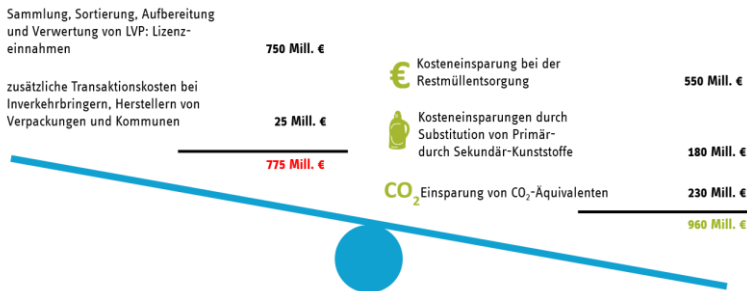 Sammlung, Sortierung, Aufbereitung
und Verwertung von LVP: Lizenz-
einnahmen 750 Mill. €
zusätzliche Transaktionskosten bei
Inverkehrbringern, Herstellern von
Verpackungen und Kommunen 25 Mill. €
775 Mill. €
€ Kosteneinsparung bei der
Restmüllentsorgung 550 Mill. €
Kosteneinsparungen durch
Substitution von Primär-
durch Sekundär-Kunststoffe 180 Mill. €
CO₂ Einsparung von CO₂-Äquivalenten 230 Mill. €
960 Mill. €